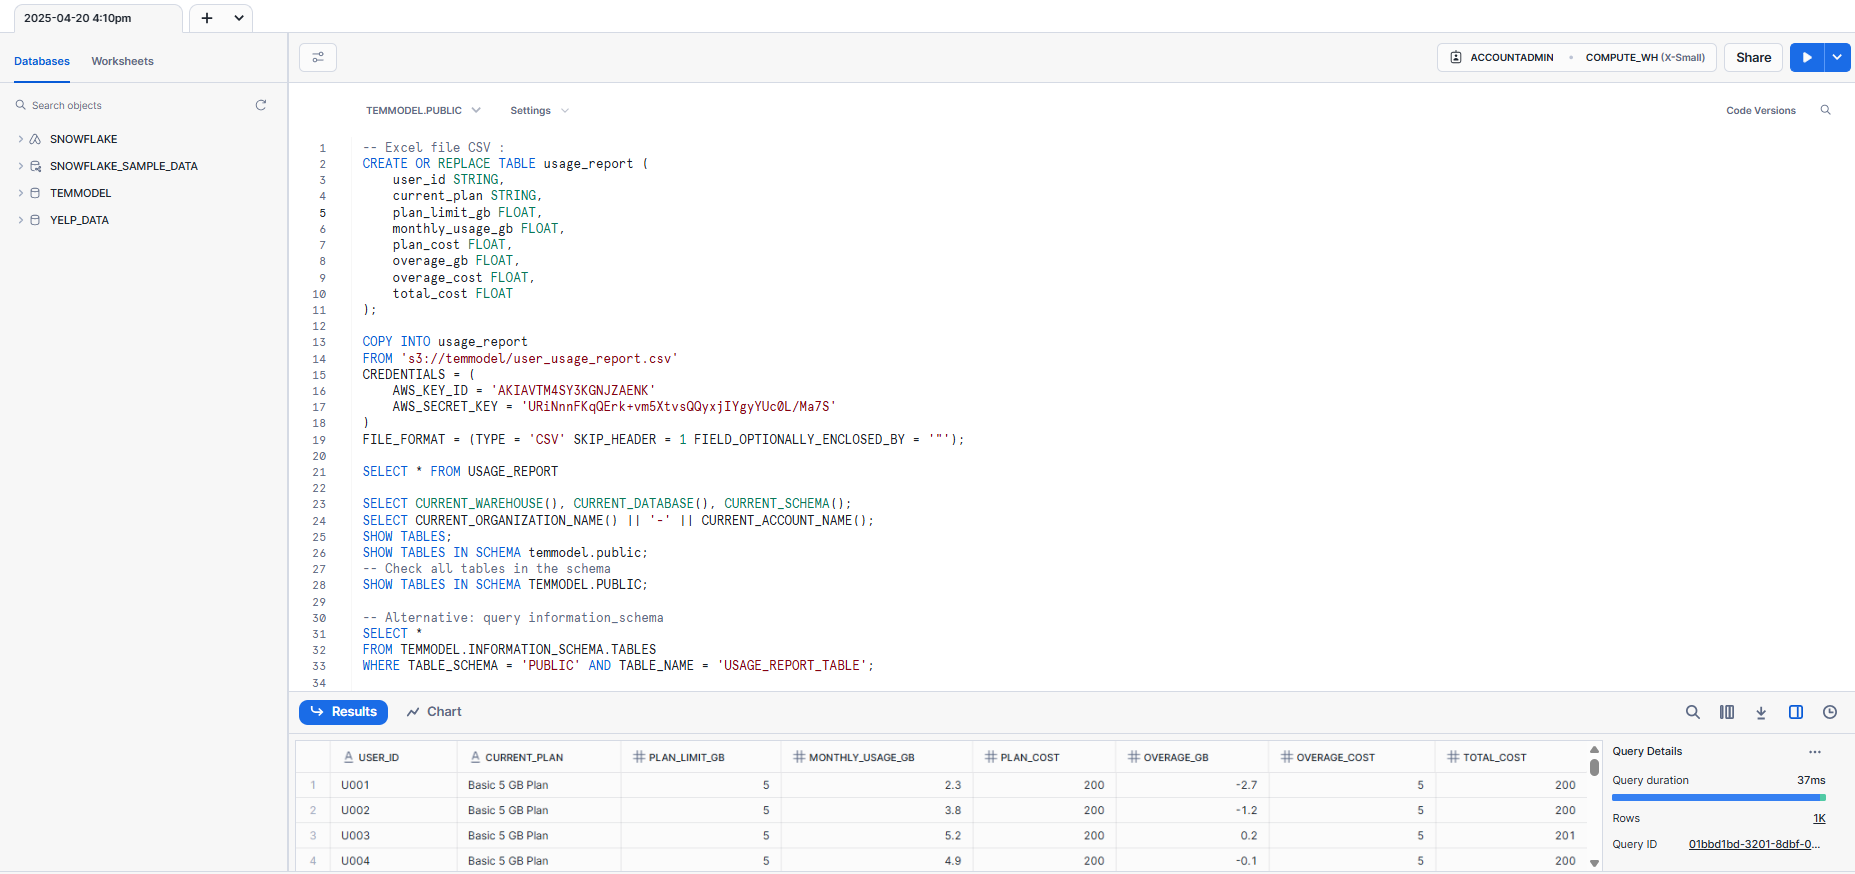 2025-04-20 4:10pm
Databases Worksheets
Search objects
SNOWFLAKE
SNOWFLAKE_SAMPLE_DATA
TEMMODEL
YELP_DATA
ACCOUNTADMIN COMPUTE_WH (X-Small) Share
TEMMODEL.PUBLIC Settings Code Versions
1 -- Excel file CSV :
2 CREATE OR REPLACE TABLE usage_report (
3 user_id STRING,
4 current_plan STRING,
5 plan_limit_gb FLOAT,
6 monthly_usage_gb FLOAT,
7 plan_cost FLOAT,
8 overage_gb FLOAT,
9 overage_cost FLOAT,
10 total_cost FLOAT
11 );
12
13 COPY INTO usage_report
14 FROM 's3://temmodel/user_usage_report.csv'
15 CREDENTIALS = (
16 AWS_KEY_ID = '[credential redacted]'
17 AWS_SECRET_KEY = '[credential redacted]'
18 )
19 FILE_FORMAT = (TYPE = 'CSV' SKIP_HEADER = 1 FIELD_OPTIONALLY_ENCLOSED_BY = '"');
20
21 SELECT * FROM USAGE_REPORT
22
23 SELECT CURRENT_WAREHOUSE(), CURRENT_DATABASE(), CURRENT_SCHEMA();
24 SELECT CURRENT_ORGANIZATION_NAME() || '-' || CURRENT_ACCOUNT_NAME();
25 SHOW TABLES;
26 SHOW TABLES IN SCHEMA temmodel.public;
27 -- Check all tables in the schema
28 SHOW TABLES IN SCHEMA TEMMODEL.PUBLIC;
29
30 -- Alternative: query information_schema
31 SELECT *
32 FROM TEMMODEL.INFORMATION_SCHEMA.TABLES
33 WHERE TABLE_SCHEMA = 'PUBLIC' AND TABLE_NAME = 'USAGE_REPORT_TABLE';
34
Results Chart
USER_ID CURRENT_PLAN PLAN_LIMIT_GB MONTHLY_USAGE_GB PLAN_COST OVERAGE_GB OVERAGE_COST TOTAL_COST
1 U001 Basic 5 GB Plan 5 2.3 200 -2.7 5 200
2 U002 Basic 5 GB Plan 5 3.8 200 -1.2 5 200
3 U003 Basic 5 GB Plan 5 5.2 200 0.2 5 201
4 U004 Basic 5 GB Plan 5 4.9 200 -0.1 5 200
Query Details ...
Query duration 37ms
Rows 1K
Query ID 01bbd1bd-3201-8dbf-0...